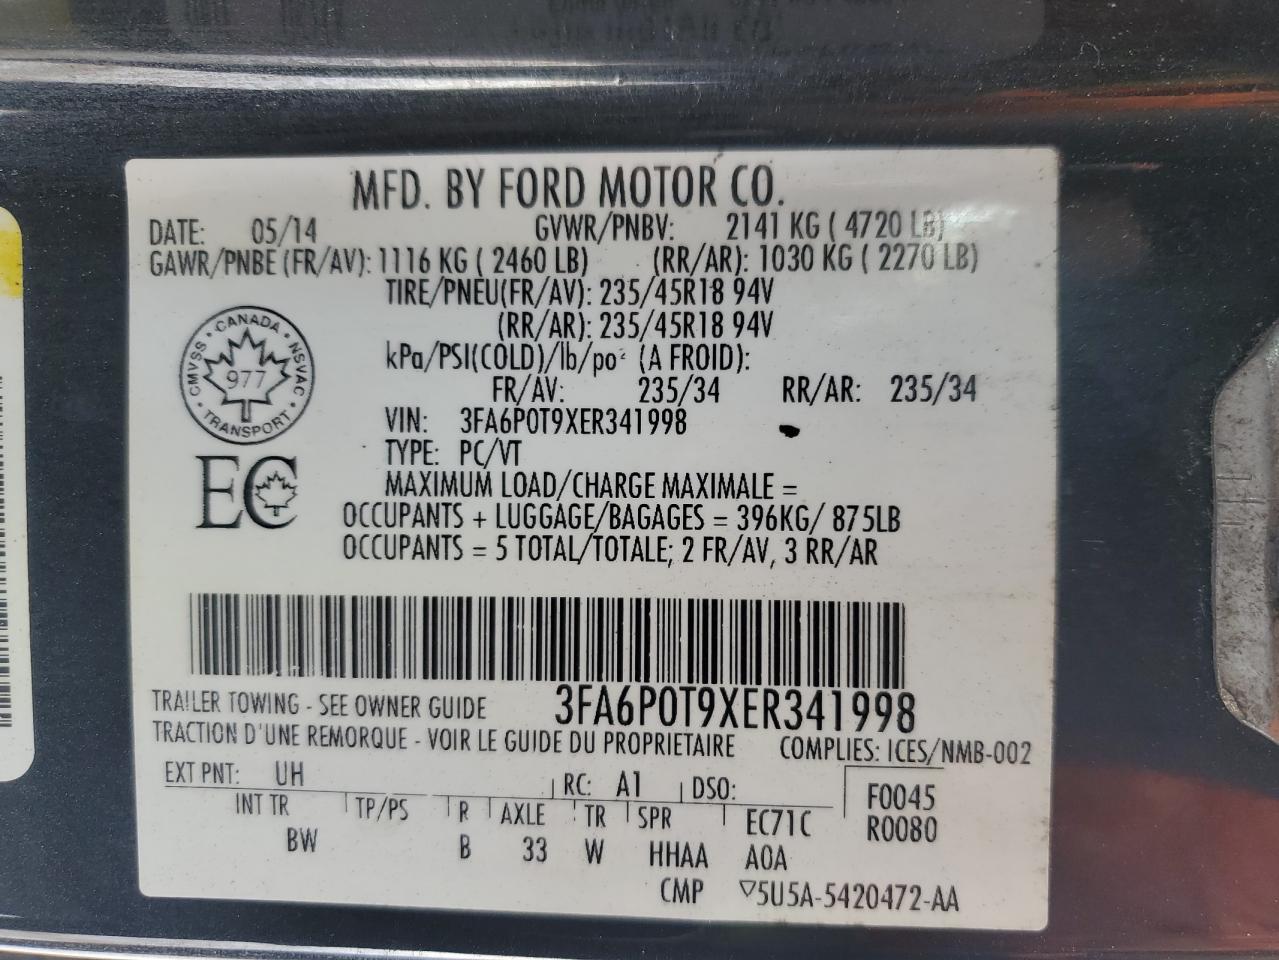 MFD. BY FORD MOTOR CO.
DATE: 05/14 GVWR/PNBV: 2141 KG ( 4720 LB)
GAWR/PNBE (FR/AV): 1116 KG ( 2460 LB) (RR/AR): 1030 KG ( 2270 LB)
TIRE/PNEU(FR/AV): 235/45R18 94V
(RR/AR): 235/45R18 94V
kPa/PSI(COLD)/lb/po² (A FROID):
FR/AV: 235/34 RR/AR: 235/34
CANADA
CMVSS NSVAC
977
TRANSPORT
VIN: 3FA6P0T9XER341998
TYPE: PC/VT
EC
MAXIMUM LOAD/CHARGE MAXIMALE =
OCCUPANTS + LUGGAGE/BAGAGES = 396KG/ 875LB
OCCUPANTS = 5 TOTAL/TOTALE; 2 FR/AV, 3 RR/AR
TRAILER TOWING - SEE OWNER GUIDE 3FA6P0T9XER341998
TRACTION D'UNE REMORQUE - VOIR LE GUIDE DU PROPRIETAIRE COMPLIES: ICES/NMB-002
EXT PNT: UH RC: A1 DSO: F0045
INT TR TP/PS R AXLE TR SPR EC71C R0080
BW B 33 W HHAA A0A
CMP ▽5U5A-5420472-AA